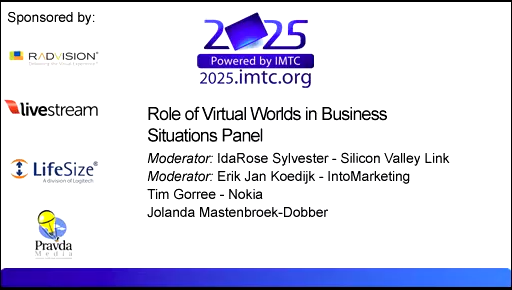 Sponsored by:
2025
Powered by IMTC
2025.imtc.org
RADVISION®
livestream
LifeSize®
A division of Logitech
Pravda
Media
Role of Virtual Worlds in Business
Situations Panel
Moderator: IdaRose Sylvester - Silicon Valley Link
Moderator: Erik Jan Koedijk - IntoMarketing
Tim Gorree - Nokia
Jolanda Mastenbroek-Dobber